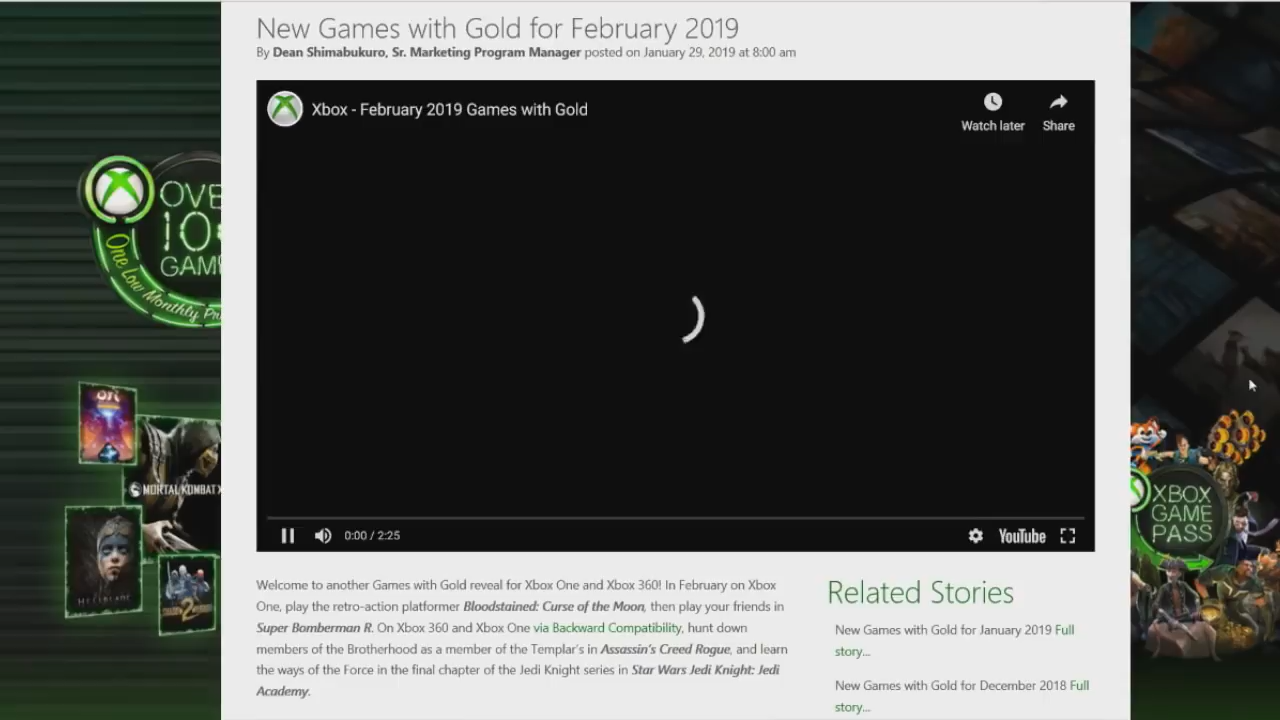 New Games with Gold for February 2019
By Dean Shimabukuro, Sr. Marketing Program Manager posted on January 29, 2019 at 8:00 am
Xbox - February 2019 Games with Gold
Watch later
Share
OVE
10
GAM
One Low Monthly Pr
ORI
MORTAL KOMBAT X
HELLBLADE
0:00 / 2:25
YouTube
XBOX
GAME
PASS
Welcome to another Games with Gold reveal for Xbox One and Xbox 360! In February on Xbox
One, play the retro-action platformer Bloodstained: Curse of the Moon, then play your friends in
Super Bomberman R. On Xbox 360 and Xbox One via Backward Compatibility, hunt down
members of the Brotherhood as a member of the Templar's in Assassin's Creed Rogue, and learn
the ways of the Force in the final chapter of the Jedi Knight series in Star Wars Jedi Knight: Jedi
Academy.
Related Stories
New Games with Gold for January 2019 Full
story...
New Games with Gold for December 2018 Full
story...